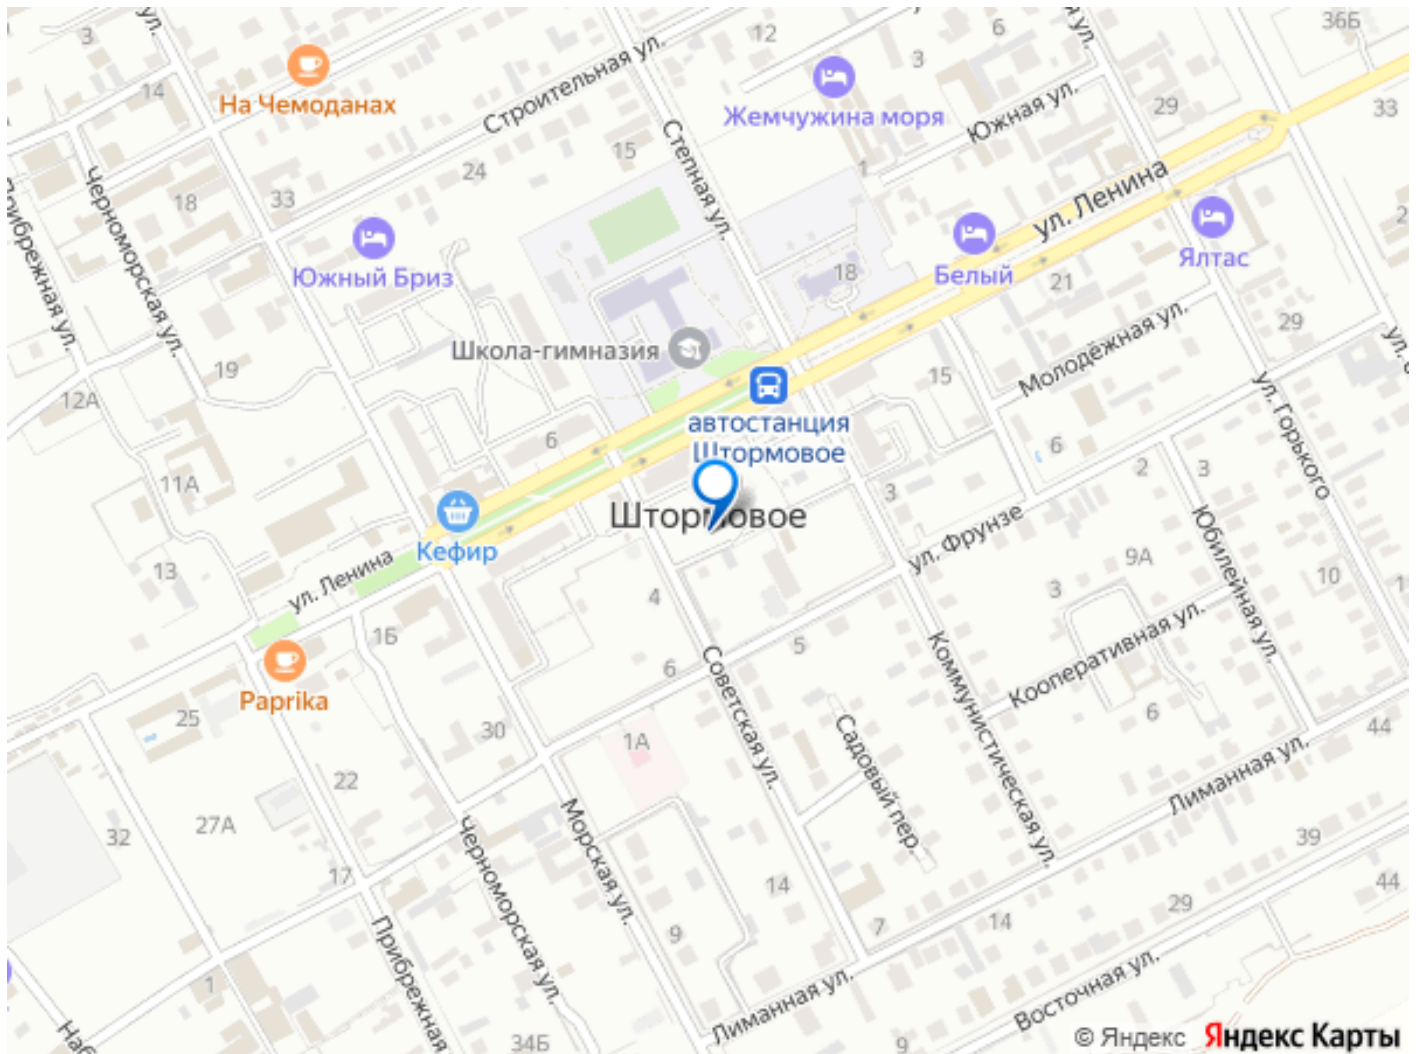 3
ул.
12
6
ул.
36Б
На Чемоданах
14
Строительная ул.
3
Жемчужина моря
Южная ул.
29
33
Степная ул.
15
24
1
18
33
Черноморская ул.
Прибрежная ул.
ул. Ленина
Южный Бриз
18
Белый
Ялтас
21
Школа-гимназия
Молодёжная ул.
29
19
12А
15
автостанция
Штормовое
ул. Горького
6
6
2
3
11А
3
Штормовое
Кефир
ул. Фрунзе
Юбилейная ул.
9А
13
ул. Ленина
3
10
4
1Б
5
6
Советская ул.
Коммунистическая ул.
Кооперативная ул.
Paprika
25
30
1А
Садовый пер.
6
44
22
Лиманная ул.
27А
32
Черноморская ул.
Морская ул.
39
17
14
44
29
7
14
9
Прибрежная
1
Лиманная ул.
Восточная ул.
Наб
34Б
9
© Яндекс Яндекс Карты